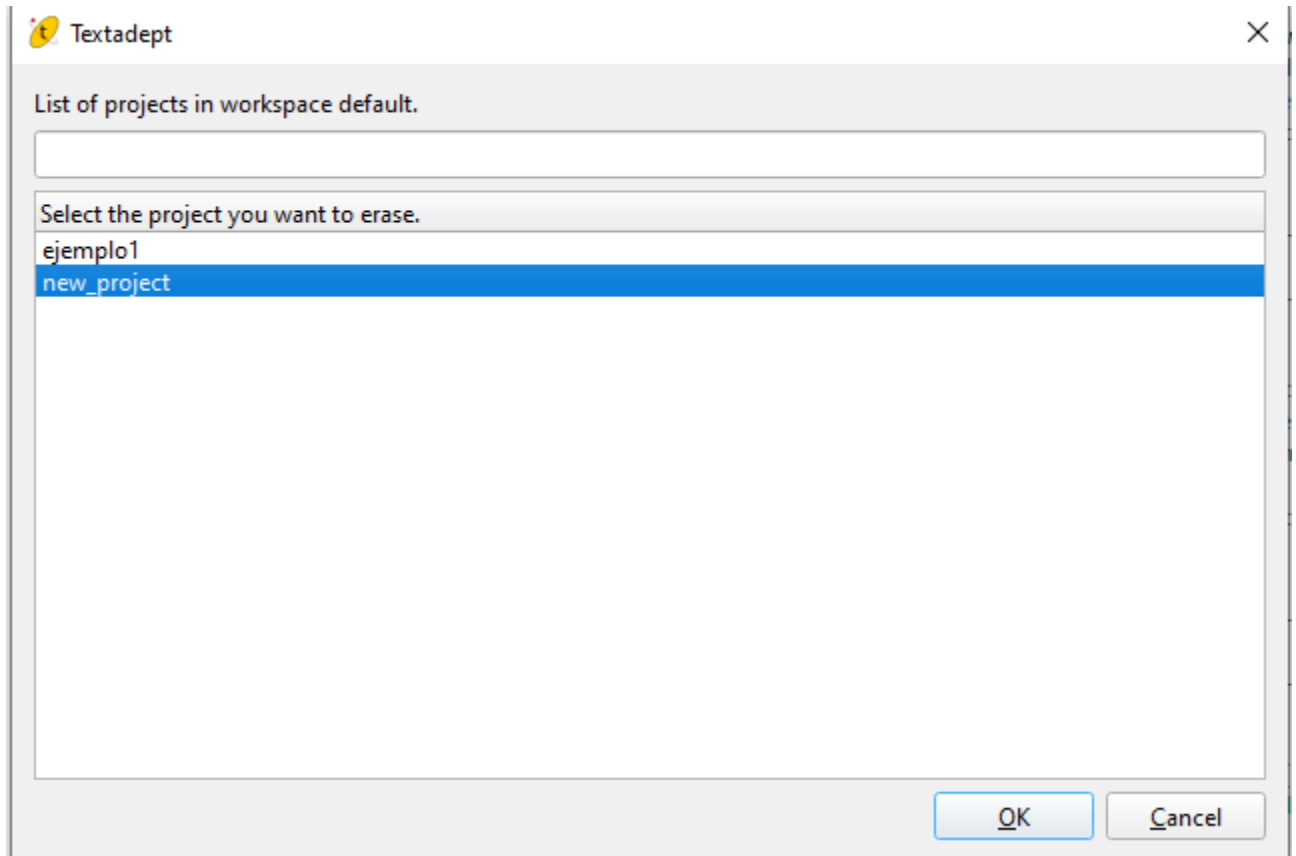 Textadept
List of projects in workspace default.
Select the project you want to erase.
ejemplo1
new_project
OK
Cancel